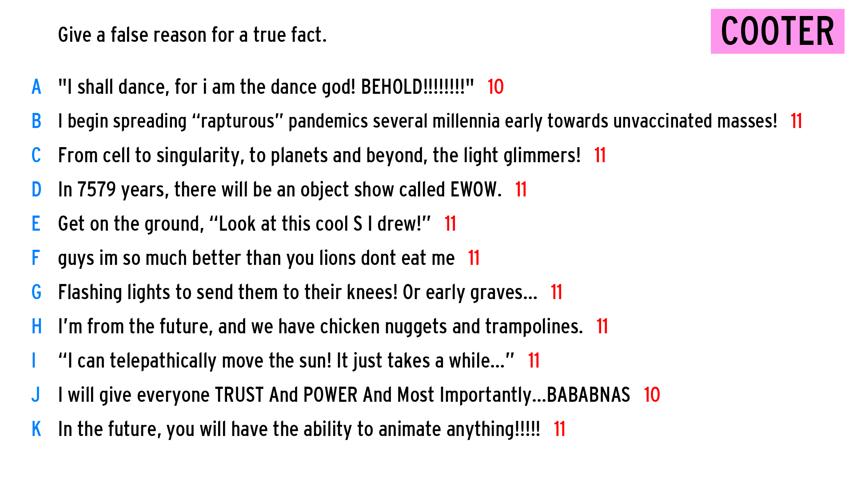 Give a false reason for a true fact.
COOTER
A "I shall dance, for i am the dance god! BEHOLD!!!!!!!!" 10
B I begin spreading “rapturous” pandemics several millennia early towards unvaccinated masses! 11
C From cell to singularity, to planets and beyond, the light glimmers! 11
D In 7579 years, there will be an object show called EWOW. 11
E Get on the ground, “Look at this cool S I drew!” 11
F guys im so much better than you lions dont eat me 11
G Flashing lights to send them to their knees! Or early graves... 11
H I’m from the future, and we have chicken nuggets and trampolines. 11
I “I can telepathically move the sun! It just takes a while...” 11
J I will give everyone TRUST And POWER And Most Importantly...BABABNAS 10
K In the future, you will have the ability to animate anything!!!!! 11